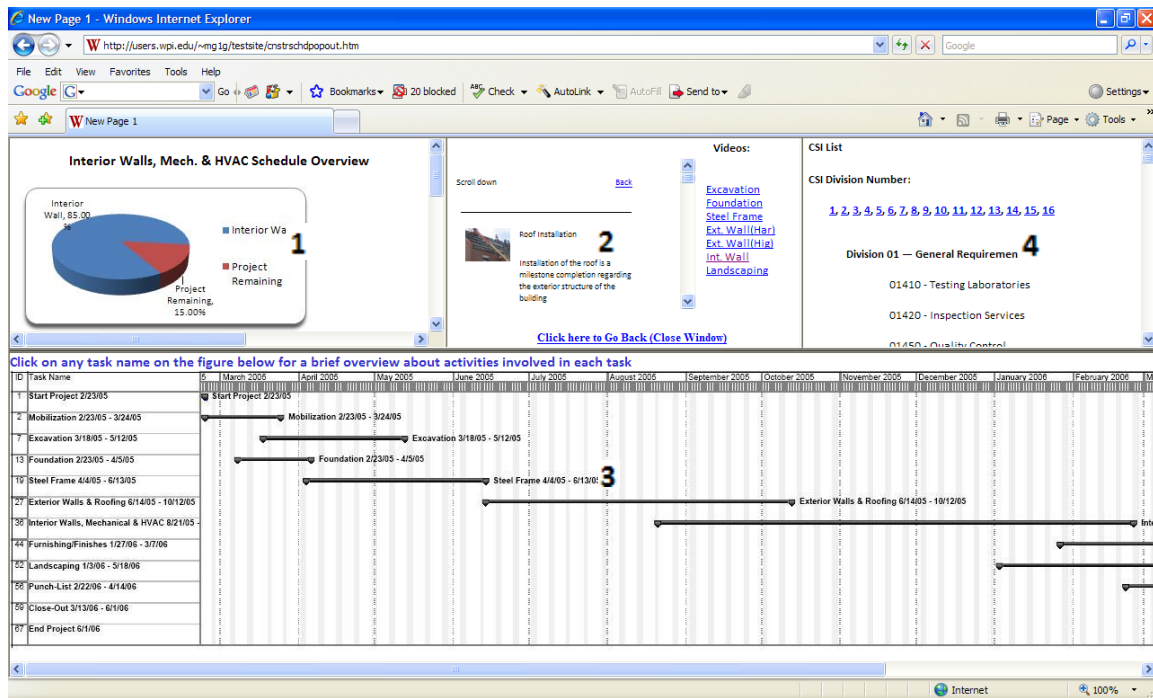 New Page 1 - Windows Internet Explorer
http://users.wpi.edu/~mg1g/testsite/cnstrschdpopout.htm
Google
File Edit View Favorites Tools Help
Google G Go Bookmarks 20 blocked ABC Check AutoLink AutoFill Send to Settings
W New Page 1 Page Tools »
Interior Walls, Mech. & HVAC Schedule Overview
Interior
Wall, 85.00
%
Interior Wa
1
Project
Remaining
Project
Remaining,
15.00%
Scroll down Back
Roof Installation
2
Installation of the roof is a
milestone completion regarding
the exterior structure of the
building
Videos:
Excavation
Foundation
Steel Frame
Ext. Wall(Har)
Ext. Wall(Hig)
Int. Wall
Landscaping
Click here to Go Back (Close Window)
CSI List
CSI Division Number:
1, 2, 3, 4, 5, 6, 7, 8, 9, 10, 11, 12, 13, 14, 15, 16
4
Division 01 — General Requiremen
01410 - Testing Laboratories
01420 - Inspection Services
01450 - Quality Control
Click on any task name on the figure below for a brief overview about activities involved in each task
ID Task Name 5 March 2005 April 2005 May 2005 June 2005 July 2005 August 2005 September 2005 October 2005 November 2005 December 2005 January 2006 February 2006 M
1 Start Project 2/23/05 Start Project 2/23/05
2 Mobilization 2/23/05 - 3/24/05 Mobilization 2/23/05 - 3/24/05
7 Excavation 3/18/05 - 5/12/05 Excavation 3/18/05 - 5/12/05
13 Foundation 2/23/05 - 4/5/05 Foundation 2/23/05 - 4/5/05
19 Steel Frame 4/4/05 - 6/13/05 Steel Frame 4/4/05 - 6/13/0 3
27 Exterior Walls & Roofing 6/14/05 - 10/12/05 Exterior Walls & Roofing 6/14/05 - 10/12/05
36 Interior Walls, Mechanical & HVAC 8/21/05 - Inte
44 Furnishing/Finishes 1/27/06 - 3/7/06
52 Landscaping 1/3/06 - 5/18/06
56 Punch-List 2/22/06 - 4/14/06
59 Close-Out 3/13/06 - 6/1/06
67 End Project 6/1/06
Internet 100%